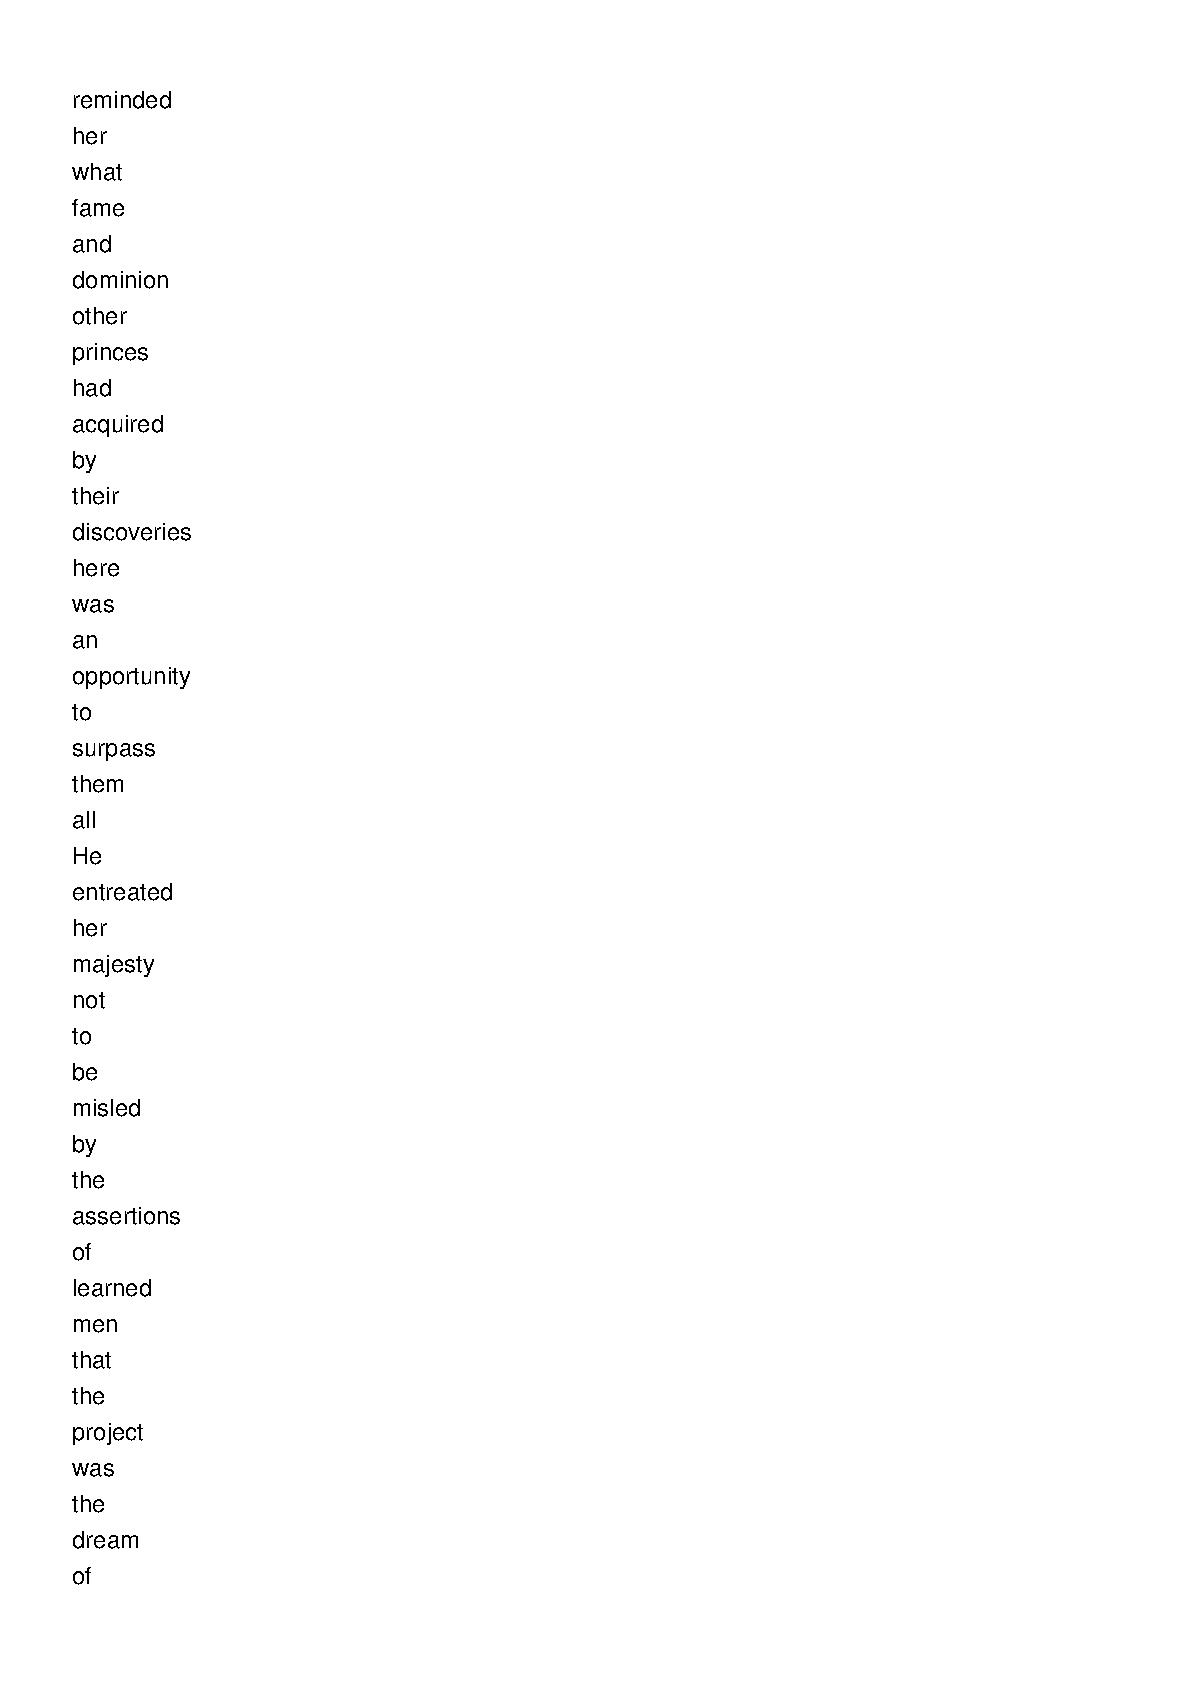 reminded
her
what
fame
and
dominion
other
princes
had
acquired
by
their
discoveries
here
was
an
opportunity
to
surpass
them
all
He
entreated
her
majesty
not
to
be
misled
by
the
assertions
of
learned
men
that
the
project
was
the
dream
of